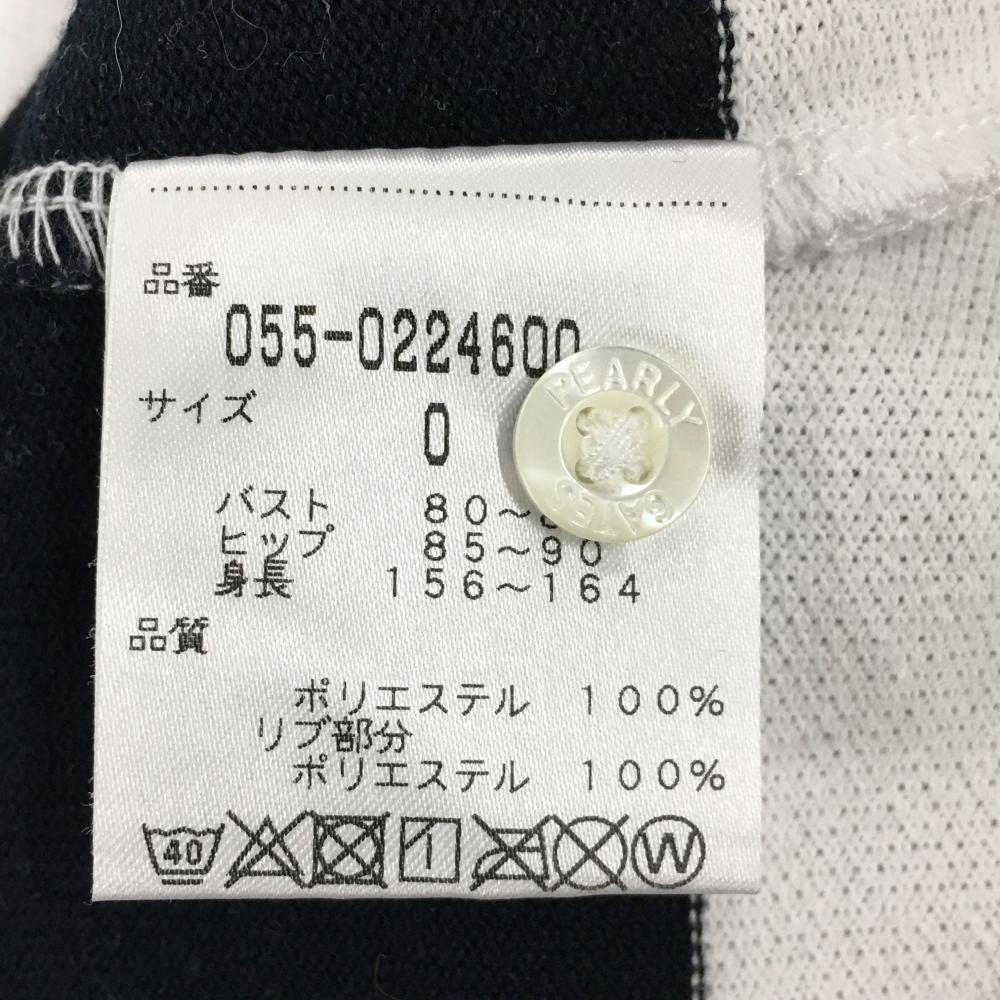 品番
055-0224600
サイズ
0
バスト 80~
ヒップ 85~90
身長 156~164
品質
ポリエステル 100%
リブ部分
ポリエステル 100%
40
1
W
PEARLY
GATES